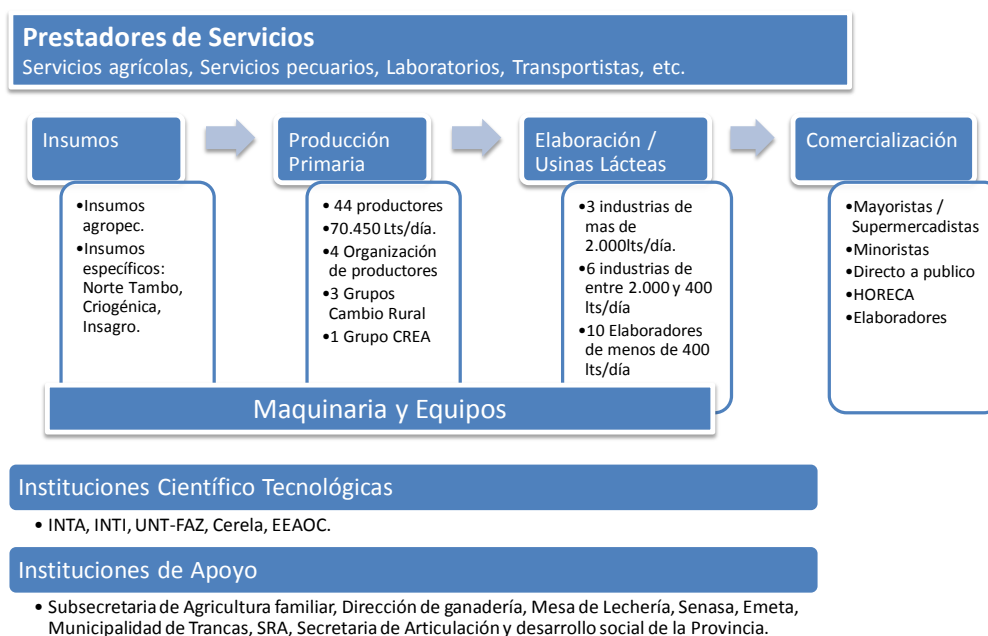 Prestadores de Servicios
Servicios agrícolas, Servicios pecuarios, Laboratorios, Transportistas, etc.
Insumos
•Insumos
agropec.
•Insumos
específicos:
Norte Tambo,
Criogénica,
Insagro.
Producción
Primaria
• 44 productores
•70.450 Lts/día.
•4 Organización
de productores
•3 Grupos
Cambio Rural
•1 Grupo CREA
Elaboración /
Usinas Lácteas
•3 industrias de
mas de
2.000lts/día.
•6 industrias de
entre 2.000 y 400
lts/día
•10 Elaboradores
de menos de 400
lts/día
Comercialización
•Mayoristas /
Supermercadistas
•Minoristas
•Directo a publico
•HORECA
•Elaboradores
Maquinaria y Equipos
Instituciones Científico Tecnológicas
• INTA, INTI, UNT-FAZ, Cerela, EEAOC.
Instituciones de Apoyo
• Subsecretaria de Agricultura familiar, Dirección de ganadería, Mesa de Lechería, Senasa, Emeta,
Municipalidad de Trancas, SRA, Secretaria de Articulación y desarrollo social de la Provincia.